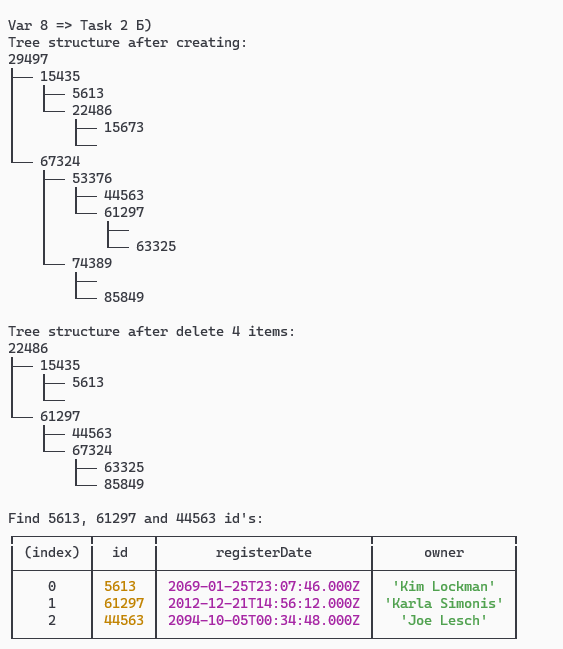 Var 8 => Task 2 Б)
Tree structure after creating:
29497
15435
5613
22486
15673
67324
53376
44563
61297
63325
74389
85849
Tree structure after delete 4 items:
22486
15435
5613
61297
44563
67324
63325
85849
Find 5613, 61297 and 44563 id's:
(index) id registerDate owner
0 5613 2069-01-25T23:07:46.000Z 'Kim Lockman'
1 61297 2012-12-21T14:56:12.000Z 'Karla Simonis'
2 44563 2094-10-05T00:34:48.000Z 'Joe Lesch'